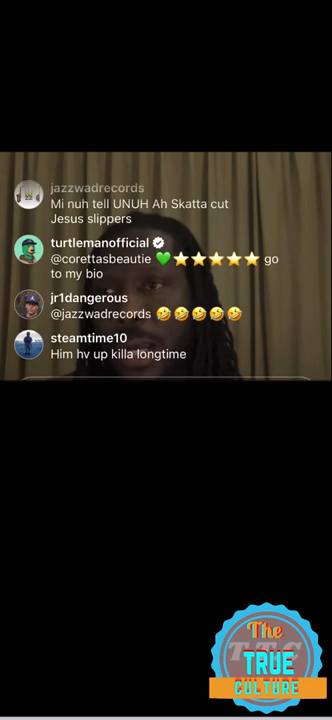 jazzwadrecords
Mi nuh tell UNUH Ah Skatta cut
Jesus slippers
turtlemanofficial
@corettasbeautie 💚⭐⭐⭐⭐⭐ go
to my bio
jr1dangerous
@jazzwadrecords 🤣🤣🤣🤣🤣
steamtime10
Him hv up killa longtime
The
TTC
TRUE
CULTURE